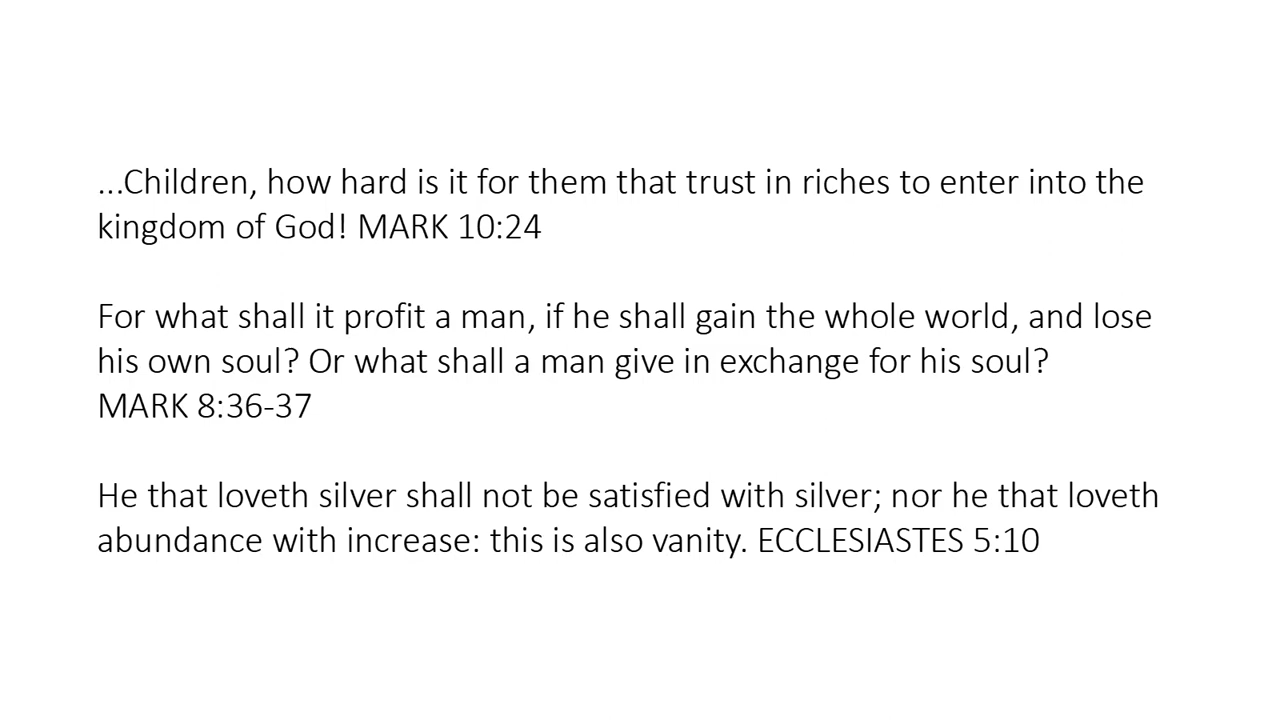 ...Children, how hard is it for them that trust in riches to enter into the
kingdom of God! MARK 10:24
For what shall it profit a man, if he shall gain the whole world, and lose
his own soul? Or what shall a man give in exchange for his soul?
MARK 8:36-37
He that loveth silver shall not be satisfied with silver; nor he that loveth
abundance with increase: this is also vanity. ECCLESIASTES 5:10